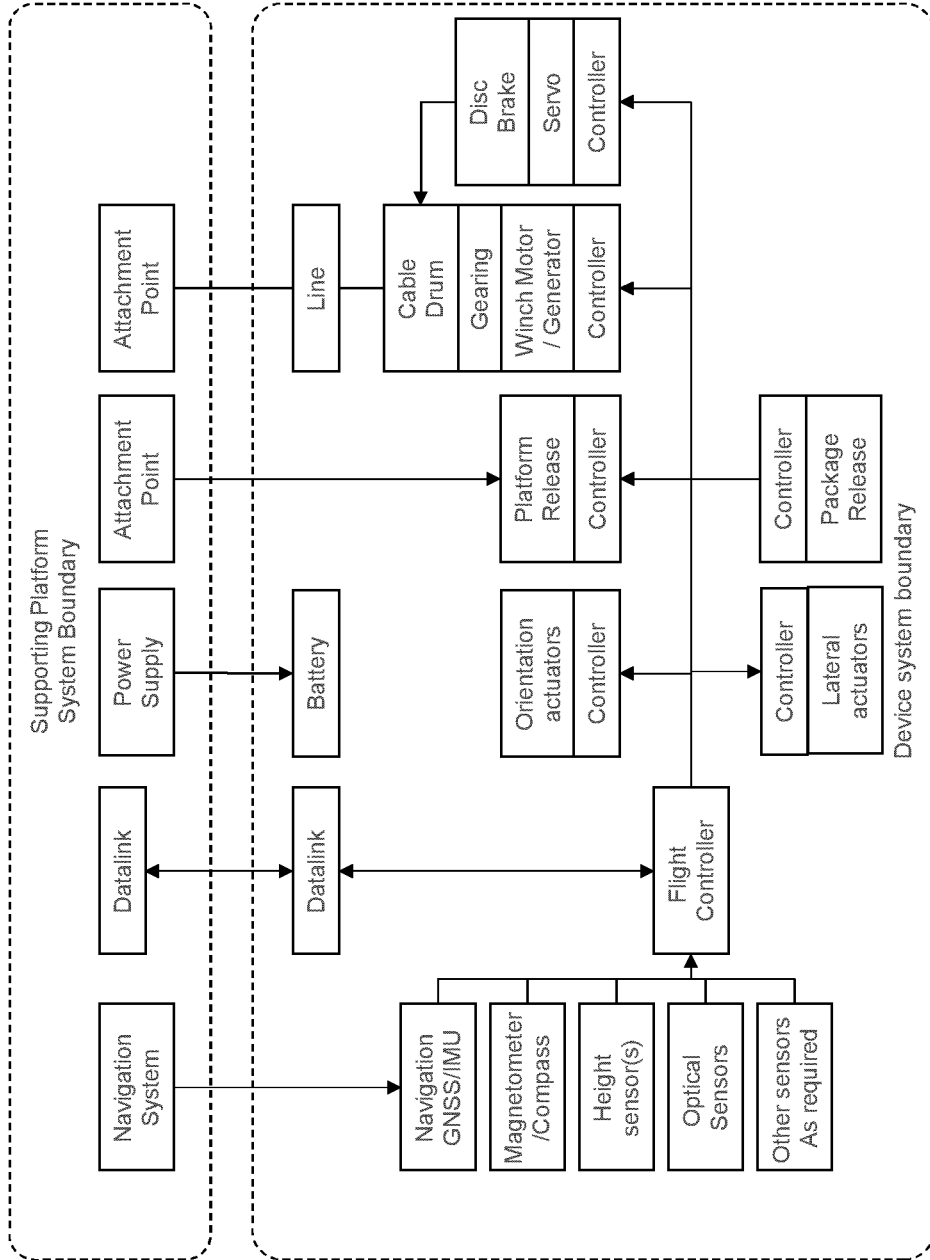 Supporting Platform
System Boundary
Navigation
System
Datalink
Power
Supply
Attachment
Point
Attachment
Point
Datalink
Battery
Line
Navigation
GNSS/IMU
Magnetometer
/Compass
Height
sensor(s)
Optical
Sensors
Other sensors
As required
Flight
Controller
Orientation
actuators
Controller
Platform
Release
Controller
Cable
Drum
Gearing
Winch Motor
/ Generator
Controller
Disc
Brake
Servo
Controller
Controller
Lateral
actuators
Controller
Package
Release
Device system boundary